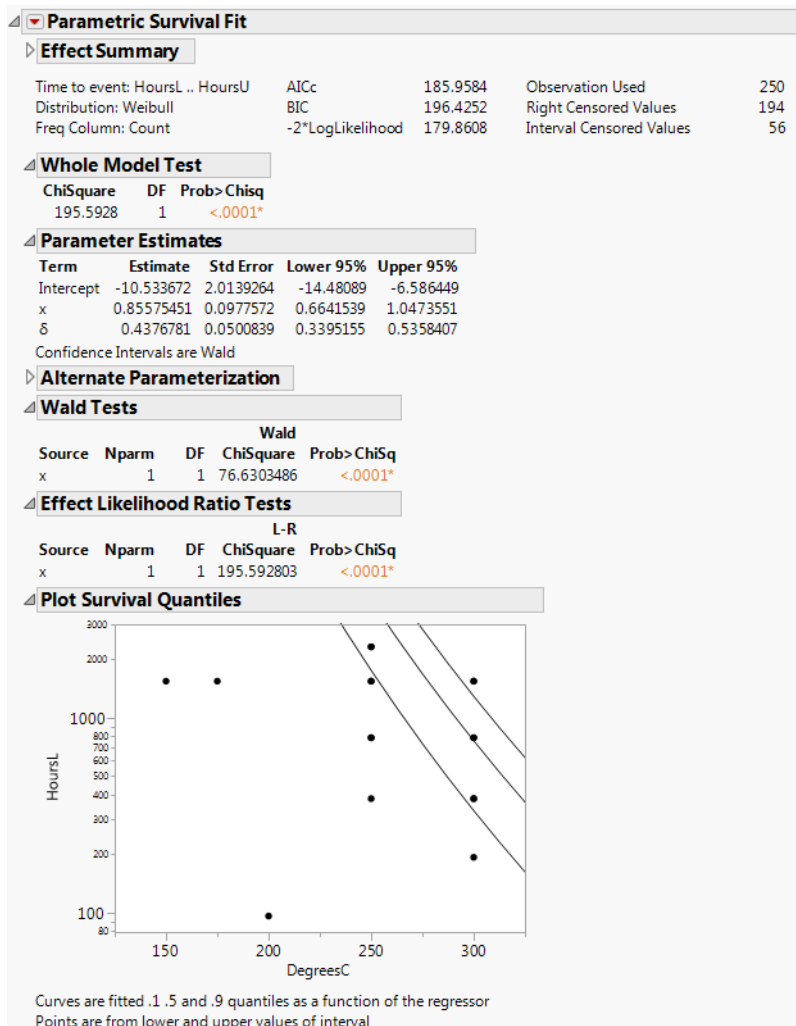 Parametric Survival Fit
Effect Summary
Time to event: HoursL .. HoursU AICc 185.9584 Observation Used 250
Distribution: Weibull BIC 196.4252 Right Censored Values 194
Freq Column: Count -2*LogLikelihood 179.8608 Interval Censored Values 56
Whole Model Test
ChiSquare DF Prob>Chisq
195.5928 1 <.0001*
Parameter Estimates
Term Estimate Std Error Lower 95% Upper 95%
Intercept -10.533672 2.0139264 -14.48089 -6.586449
x 0.85575451 0.0977572 0.6641539 1.0473551
δ 0.4376781 0.0500839 0.3395155 0.5358407
Confidence Intervals are Wald
Alternate Parameterization
Wald Tests
Wald
Source Nparm DF ChiSquare Prob>ChiSq
x 1 1 76.6303486 <.0001*
Effect Likelihood Ratio Tests
L-R
Source Nparm DF ChiSquare Prob>ChiSq
x 1 1 195.592803 <.0001*
Plot Survival Quantiles
3000
2000
1000
800
700
600
500
400
300
200
100
80
HoursL
150 200 250 300
DegreesC
Curves are fitted .1 .5 and .9 quantiles as a function of the regressor
Points are from lower and upper values of interval